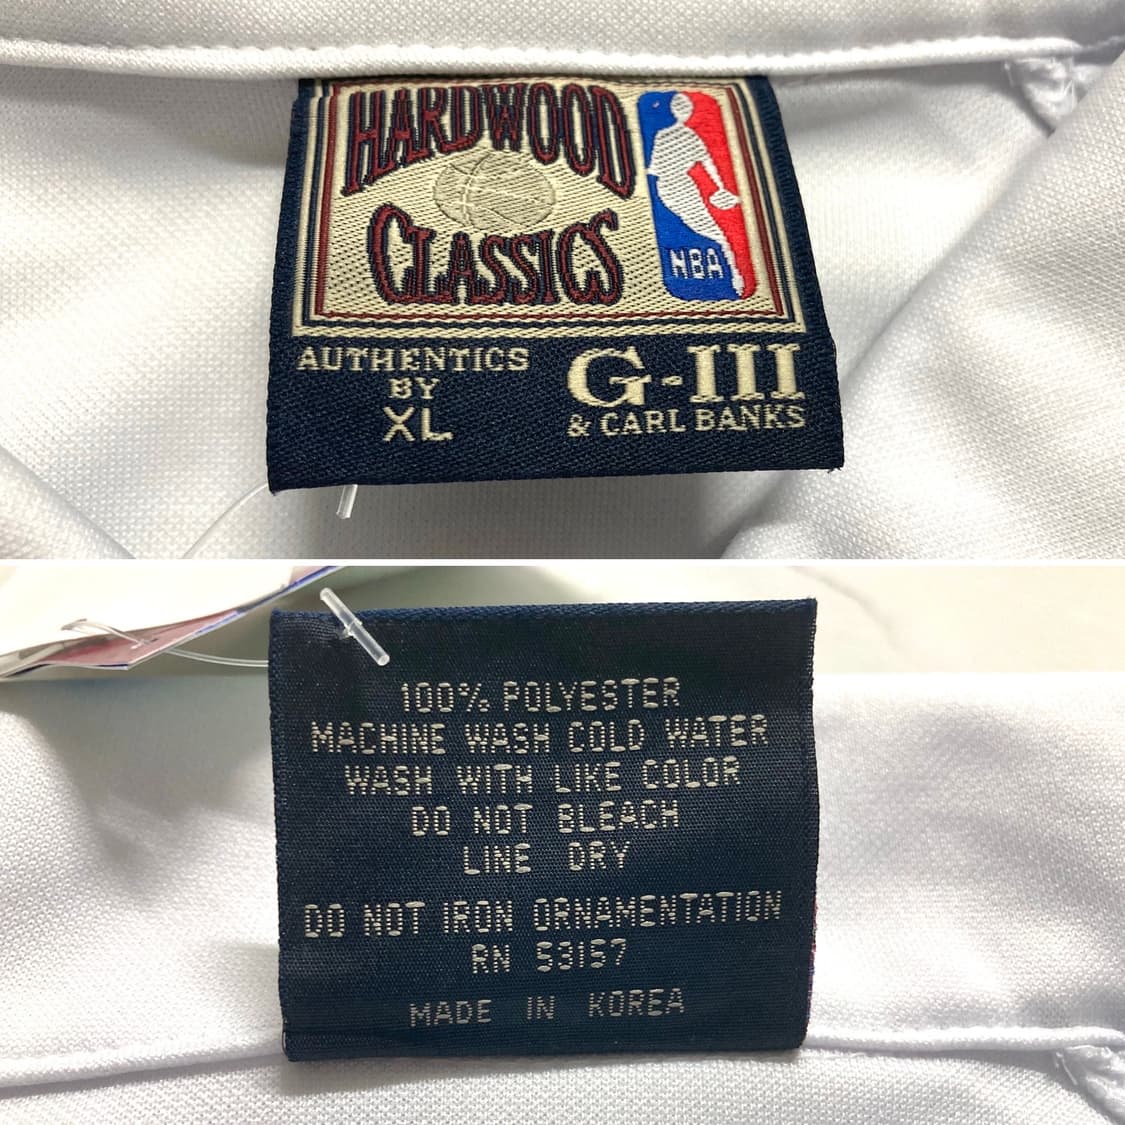 HARDWOOD
CLASSICS
NBA
AUTHENTICS
BY
XL
G-III
& CARL BANKS
100% POLYESTER
MACHINE WASH COLD WATER
WASH WITH LIKE COLOR
DO NOT BLEACH
LINE DRY
DO NOT IRON ORNAMENTATION
RN 53157
MADE IN KOREA